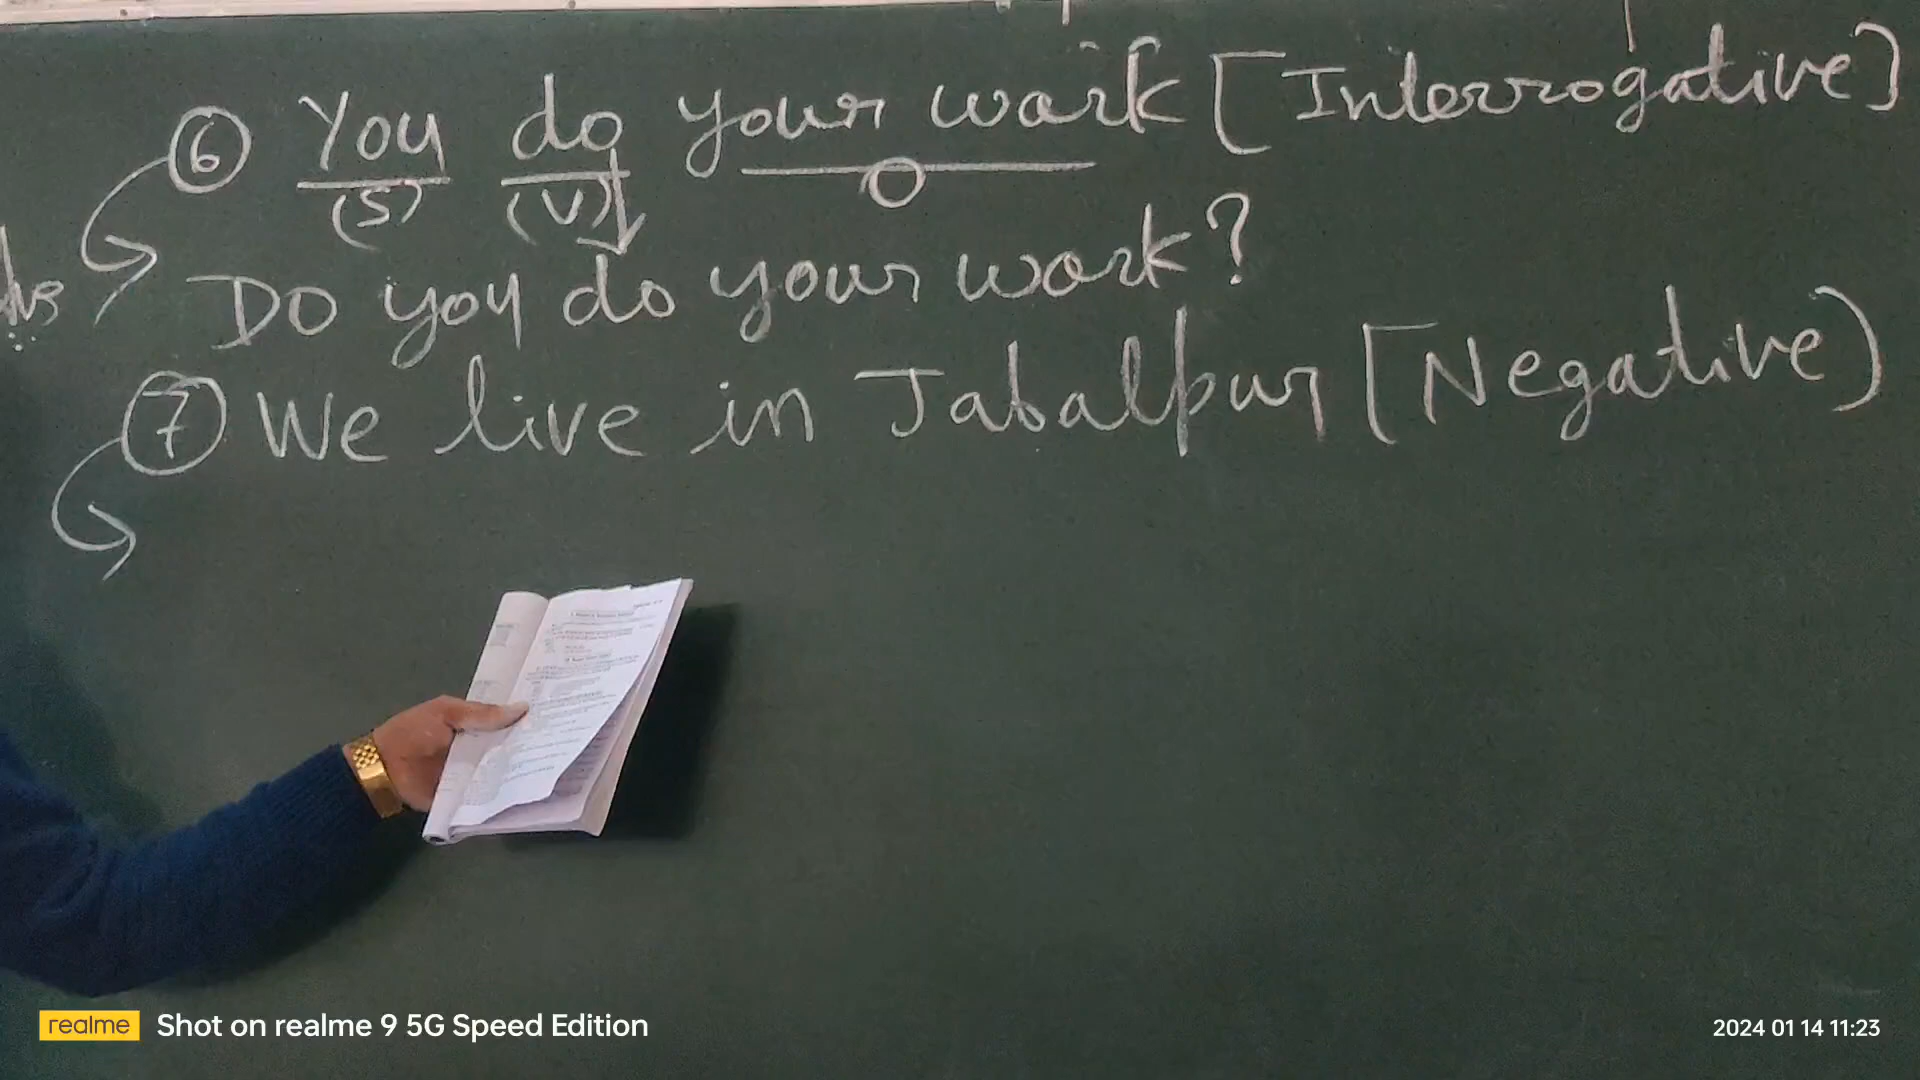 ⑥ You do your work [Interrogative]
(S) (V) O
Ans Do you do your work?
⑦ We live in Jabalpur [Negative)
realme Shot on realme 9 5G Speed Edition
2024 01 14 11:23